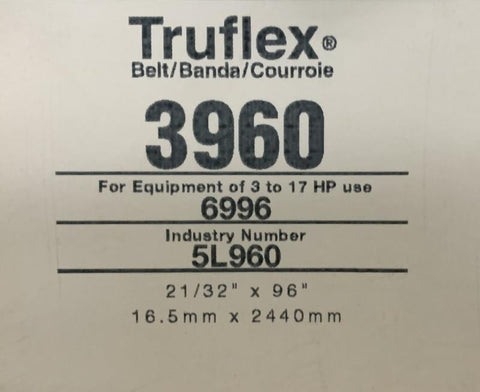 Truflex®
Belt/Banda/Courroie
3960
For Equipment of 3 to 17 HP use
6996
Industry Number
5L960
21/32" x 96"
16.5mm x 2440mm